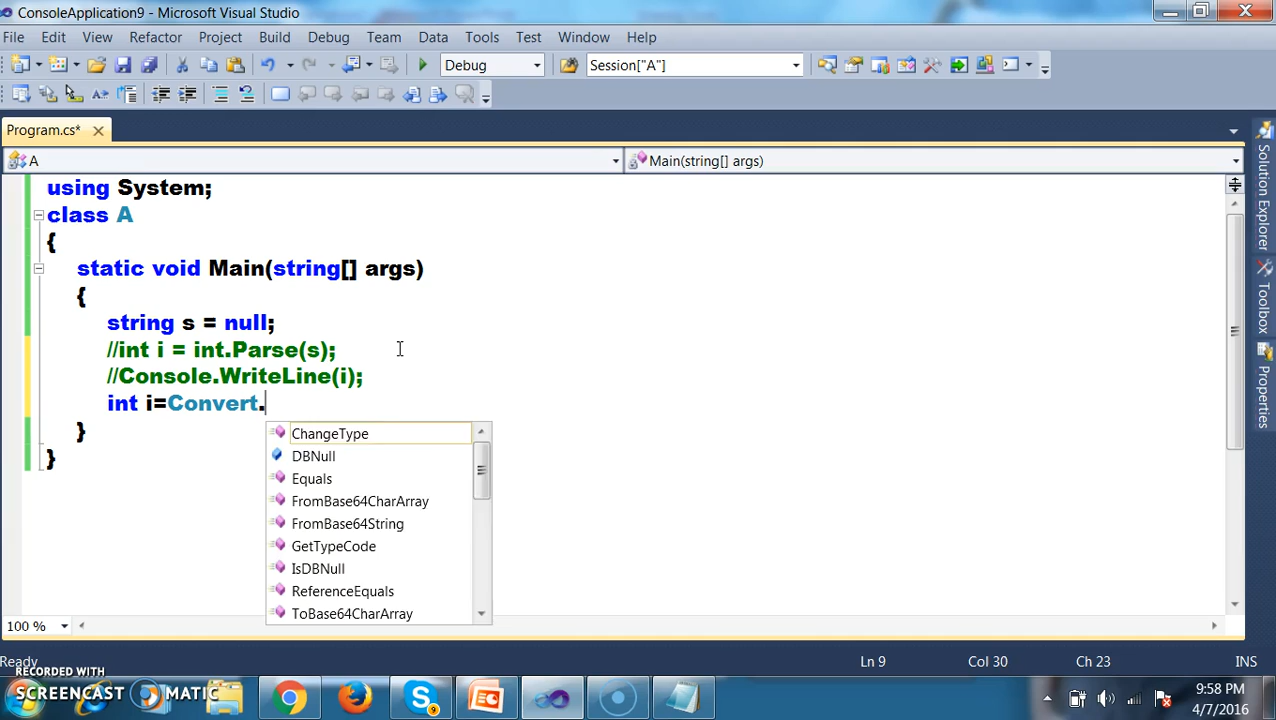 ConsoleApplication9 - Microsoft Visual Studio
File Edit View Refactor Project Build Debug Team Data Tools Test Window Help
Debug Session["A"]
Program.cs*
A Main(string[] args)
using System;
class A
{
static void Main(string[] args)
{
string s = null;
//int i = int.Parse(s);
//Console.WriteLine(i);
int i=Convert.
}
}
ChangeType
DBNull
Equals
FromBase64CharArray
FromBase64String
GetTypeCode
IsDBNull
ReferenceEquals
ToBase64CharArray
Solution Explorer
Toolbox
Properties
100 %
Ready Ln 9 Col 30 Ch 23 INS
RECORDED WITH
SCREENCAST MATIC
9
9:58 PM
4/7/2016